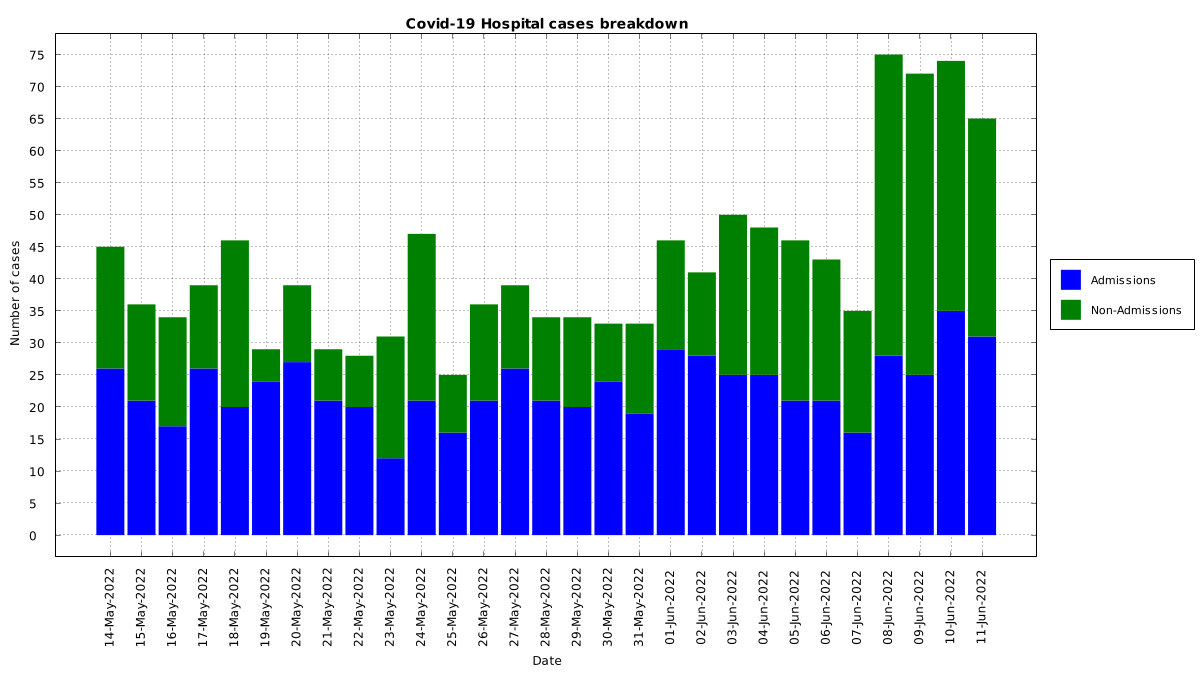 Covid-19 Hospital cases breakdown
75
70
65
60
55
50
45
40
35
30
25
20
15
10
5
0
Number of cases
Admissions
Non-Admissions
14-May-2022
15-May-2022
16-May-2022
17-May-2022
18-May-2022
19-May-2022
20-May-2022
21-May-2022
22-May-2022
23-May-2022
24-May-2022
25-May-2022
26-May-2022
27-May-2022
28-May-2022
29-May-2022
30-May-2022
31-May-2022
01-Jun-2022
02-Jun-2022
03-Jun-2022
04-Jun-2022
05-Jun-2022
06-Jun-2022
07-Jun-2022
08-Jun-2022
09-Jun-2022
10-Jun-2022
11-Jun-2022
Date